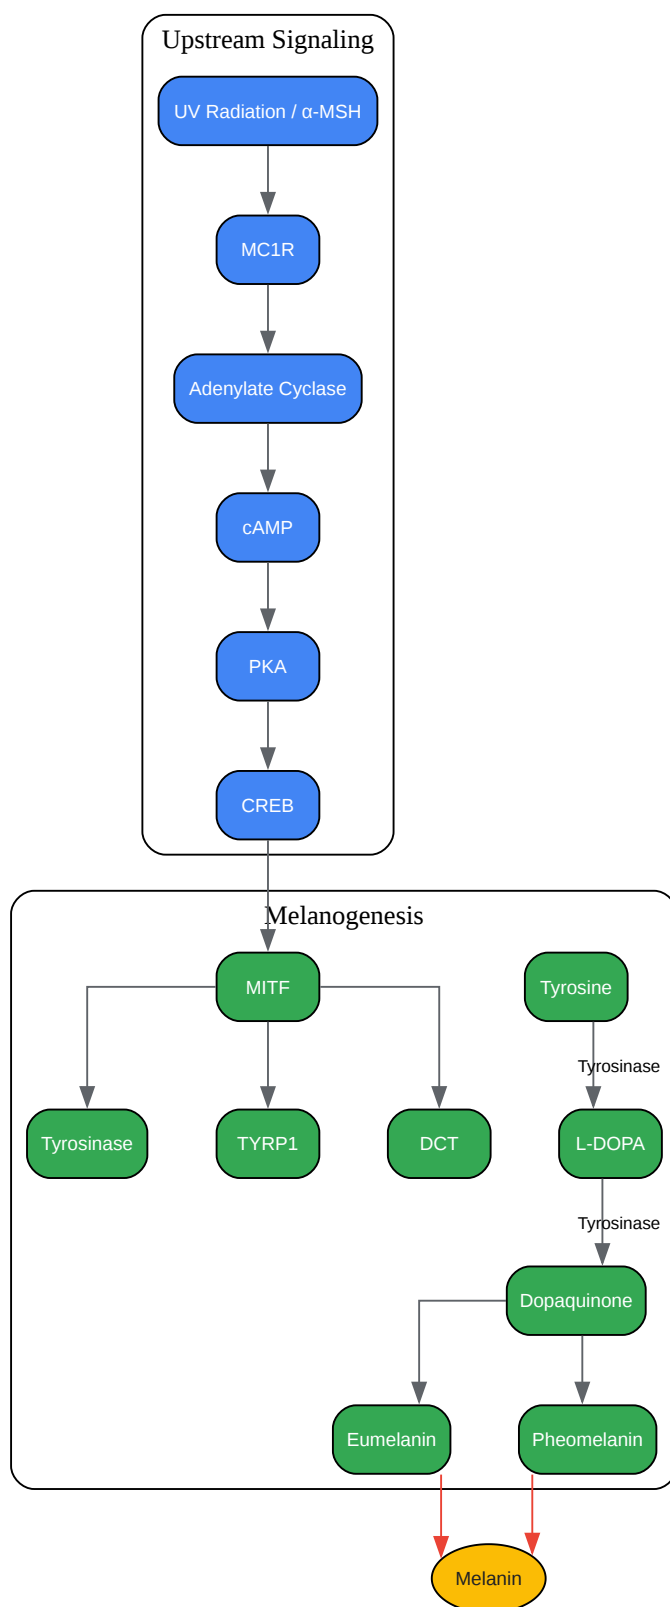 Upstream Signaling
UV Radiation / α-MSH
MC1R
Adenylate Cyclase
cAMP
PKA
CREB
Melanogenesis
MITF
Tyrosine
Tyrosinase
Tyrosinase
TYRP1
DCT
L-DOPA
Tyrosinase
Dopaquinone
Eumelanin
Pheomelanin
Melanin